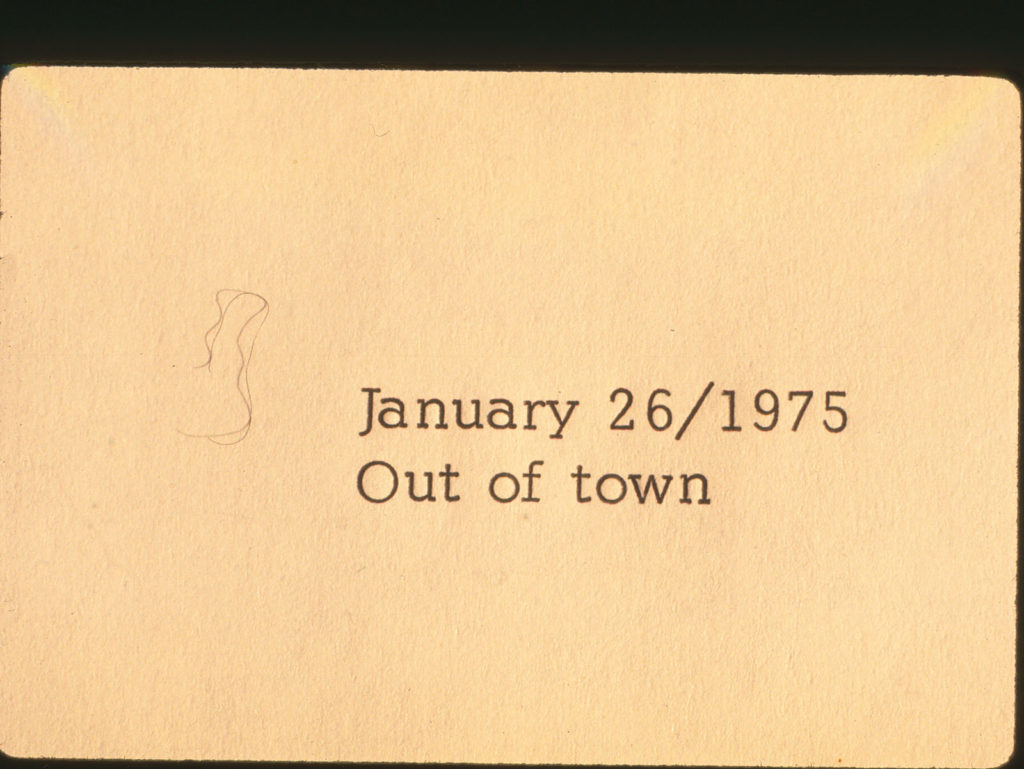 January 26/1975
Out of town